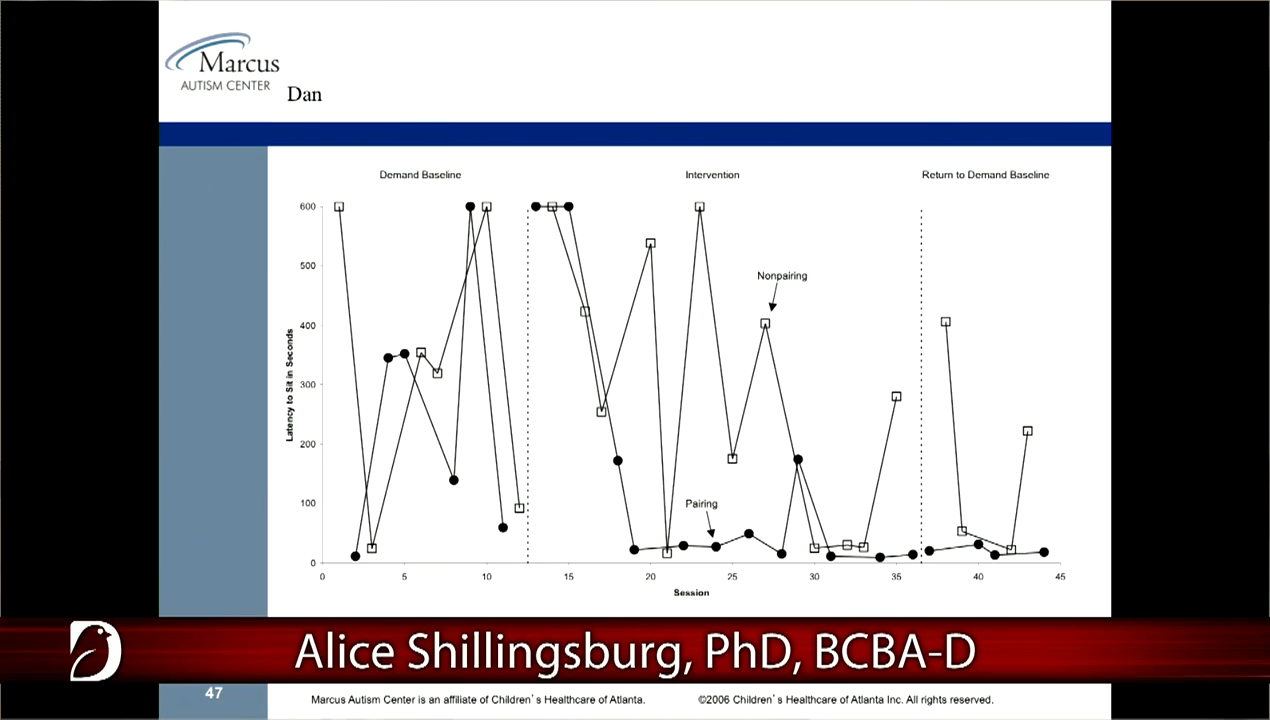 Marcus
AUTISM CENTER
Dan
Demand Baseline
Intervention
Return to Demand Baseline
600
500
400
300
200
100
0
Latency to Sit in Seconds
Nonpairing
Pairing
0 5 10 15 20 25 30 35 40 45
Session
Alice Shillingsburg, PhD, BCBA-D
47
Marcus Autism Center is an affiliate of Children's Healthcare of Atlanta.
©2006 Children's Healthcare of Atlanta Inc. All rights reserved.